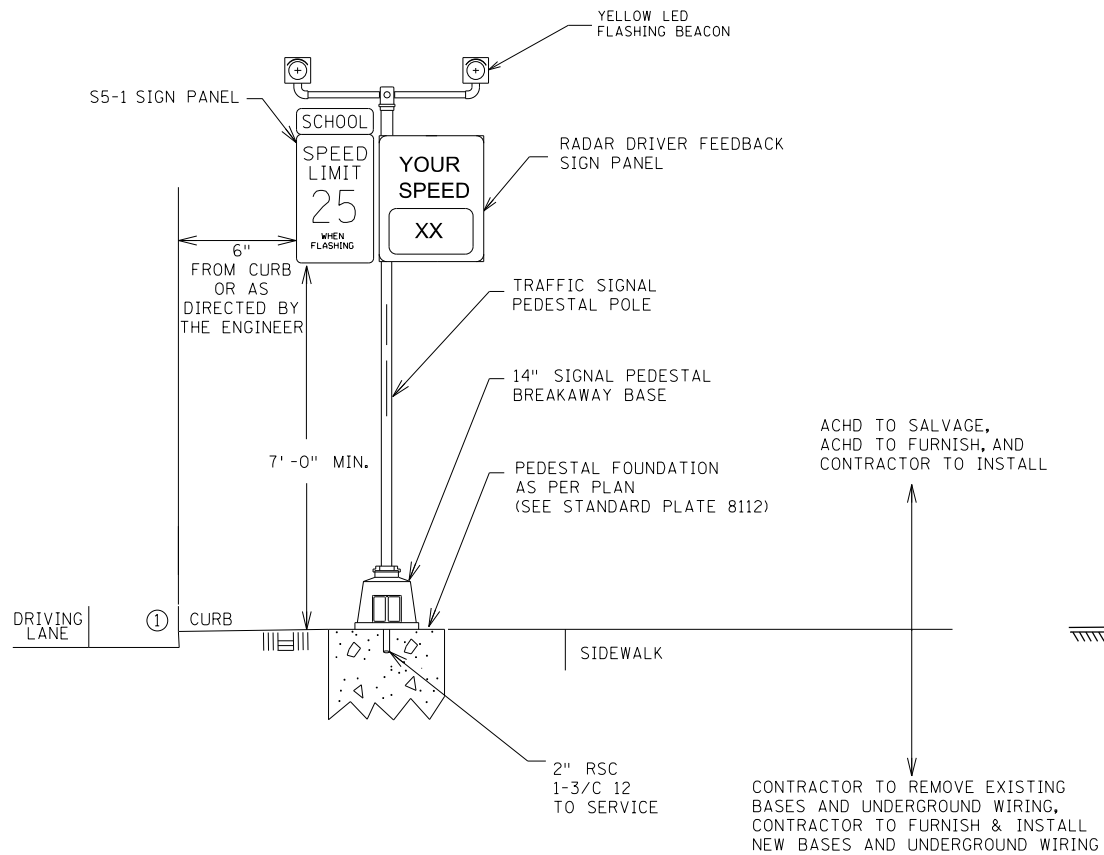 YELLOW LED
FLASHING BEACON
S5-1 SIGN PANEL
SCHOOL
SPEED
LIMIT
25
WHEN
FLASHING
YOUR
SPEED
XX
RADAR DRIVER FEEDBACK
SIGN PANEL
6"
FROM CURB
OR AS
DIRECTED BY
THE ENGINEER
TRAFFIC SIGNAL
PEDESTAL POLE
14" SIGNAL PEDESTAL
BREAKAWAY BASE
7'-0" MIN.
PEDESTAL FOUNDATION
AS PER PLAN
(SEE STANDARD PLATE 8112)
ACHD TO SALVAGE,
ACHD TO FURNISH, AND
CONTRACTOR TO INSTALL
DRIVING
LANE
1
CURB
SIDEWALK
2" RSC
1-3/C 12
TO SERVICE
CONTRACTOR TO REMOVE EXISTING
BASES AND UNDERGROUND WIRING,
CONTRACTOR TO FURNISH & INSTALL
NEW BASES AND UNDERGROUND WIRING